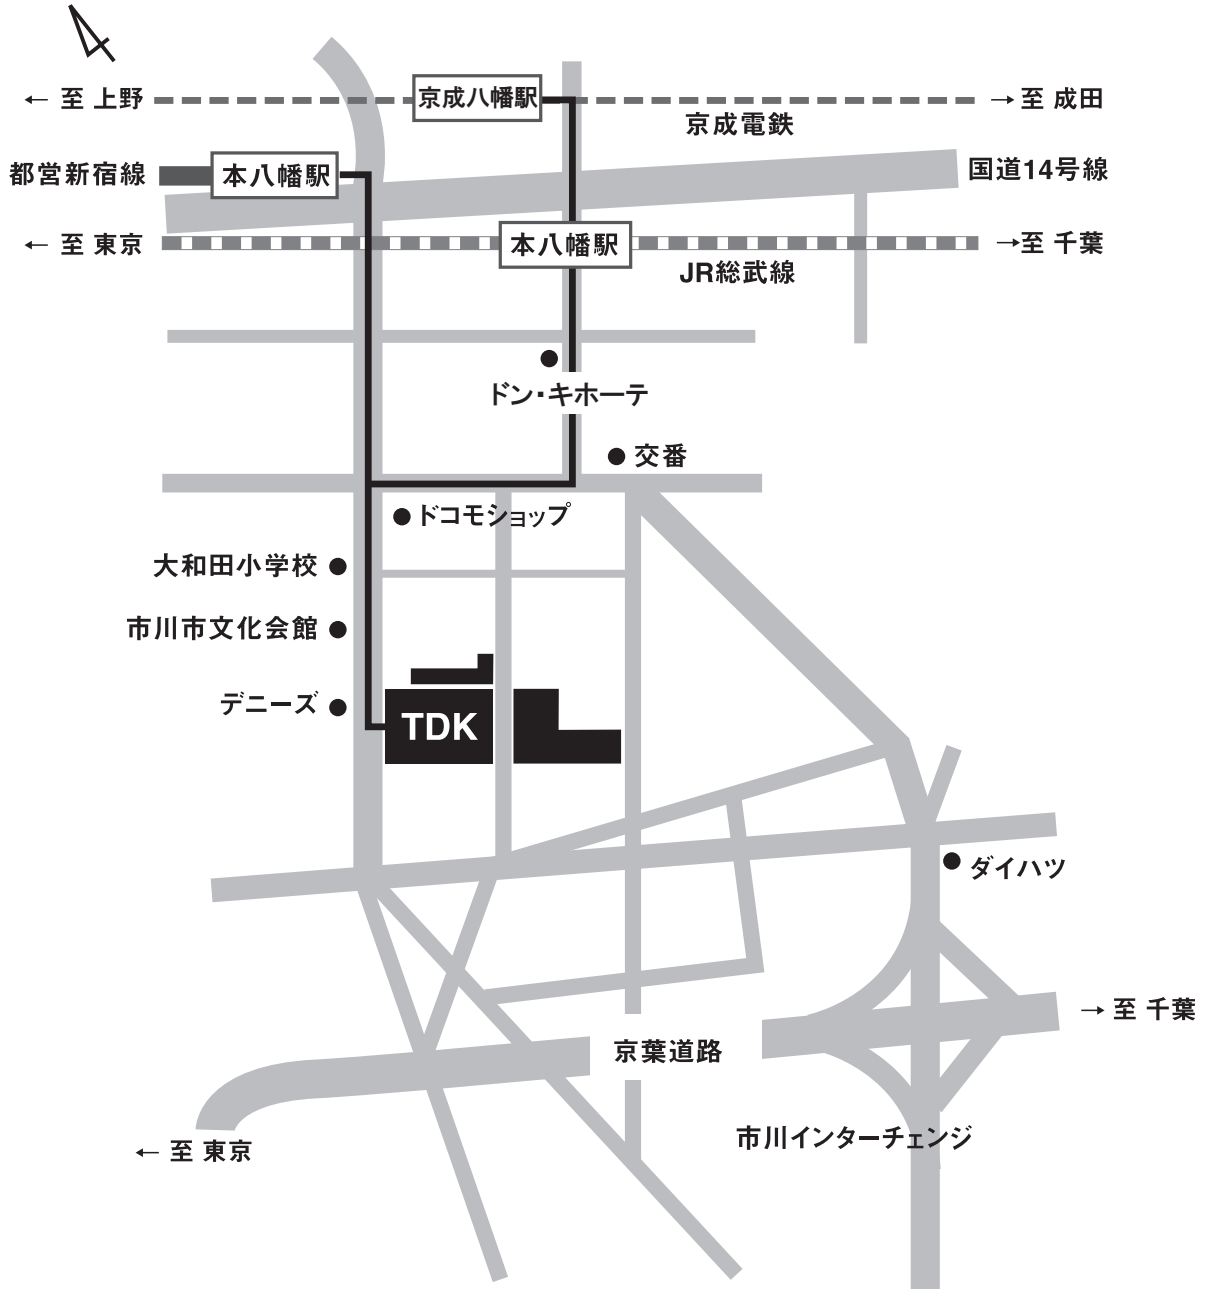 ← 至 上野
京成八幡駅
→至 成田
京成電鉄
都営新宿線
本八幡駅
国道14号線
← 至 東京
本八幡駅
→至 千葉
JR総武線
ドン・キホーテ
交番
ドコモショップ
大和田小学校
市川市文化会館
デニーズ
TDK
ダイハツ
→ 至 千葉
京葉道路
市川インターチェンジ
← 至 東京